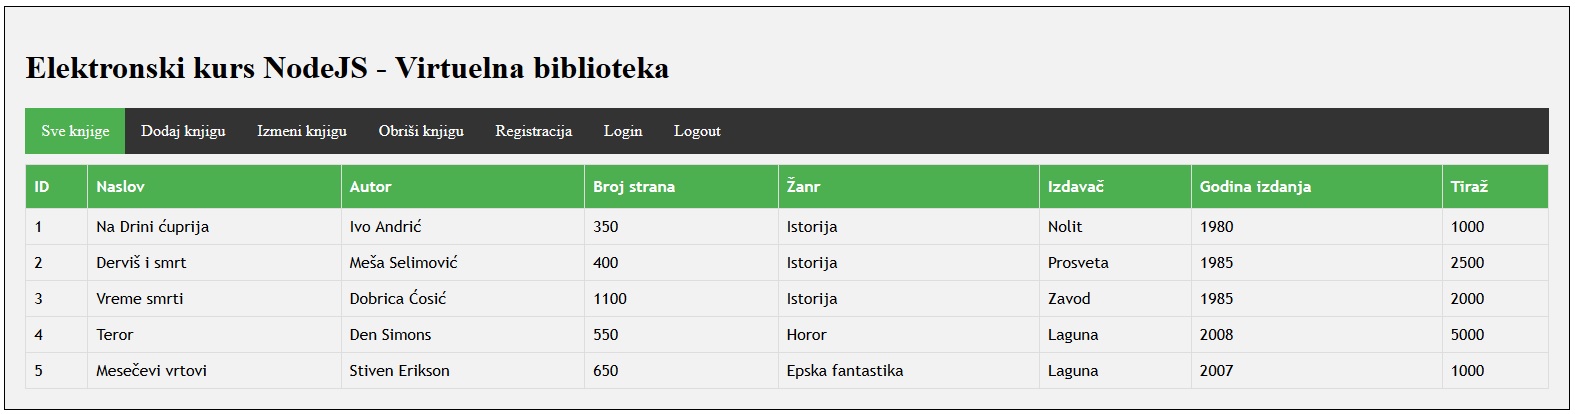 Elektronski kurs NodeJS - Virtuelna biblioteka
Sve knjige Dodaj knjigu Izmeni knjigu Obriši knjigu Registracija Login Logout
ID Naslov Autor Broj strana Žanr Izdavač Godina izdanja Tiraž
1 Na Drini ćuprija Ivo Andrić 350 Istorija Nolit 1980 1000
2 Derviš i smrt Meša Selimović 400 Istorija Prosveta 1985 2500
3 Vreme smrti Dobrica Ćosić 1100 Istorija Zavod 1985 2000
4 Teror Den Simons 550 Horor Laguna 2008 5000
5 Mesečevi vrtovi Stiven Erikson 650 Epska fantastika Laguna 2007 1000